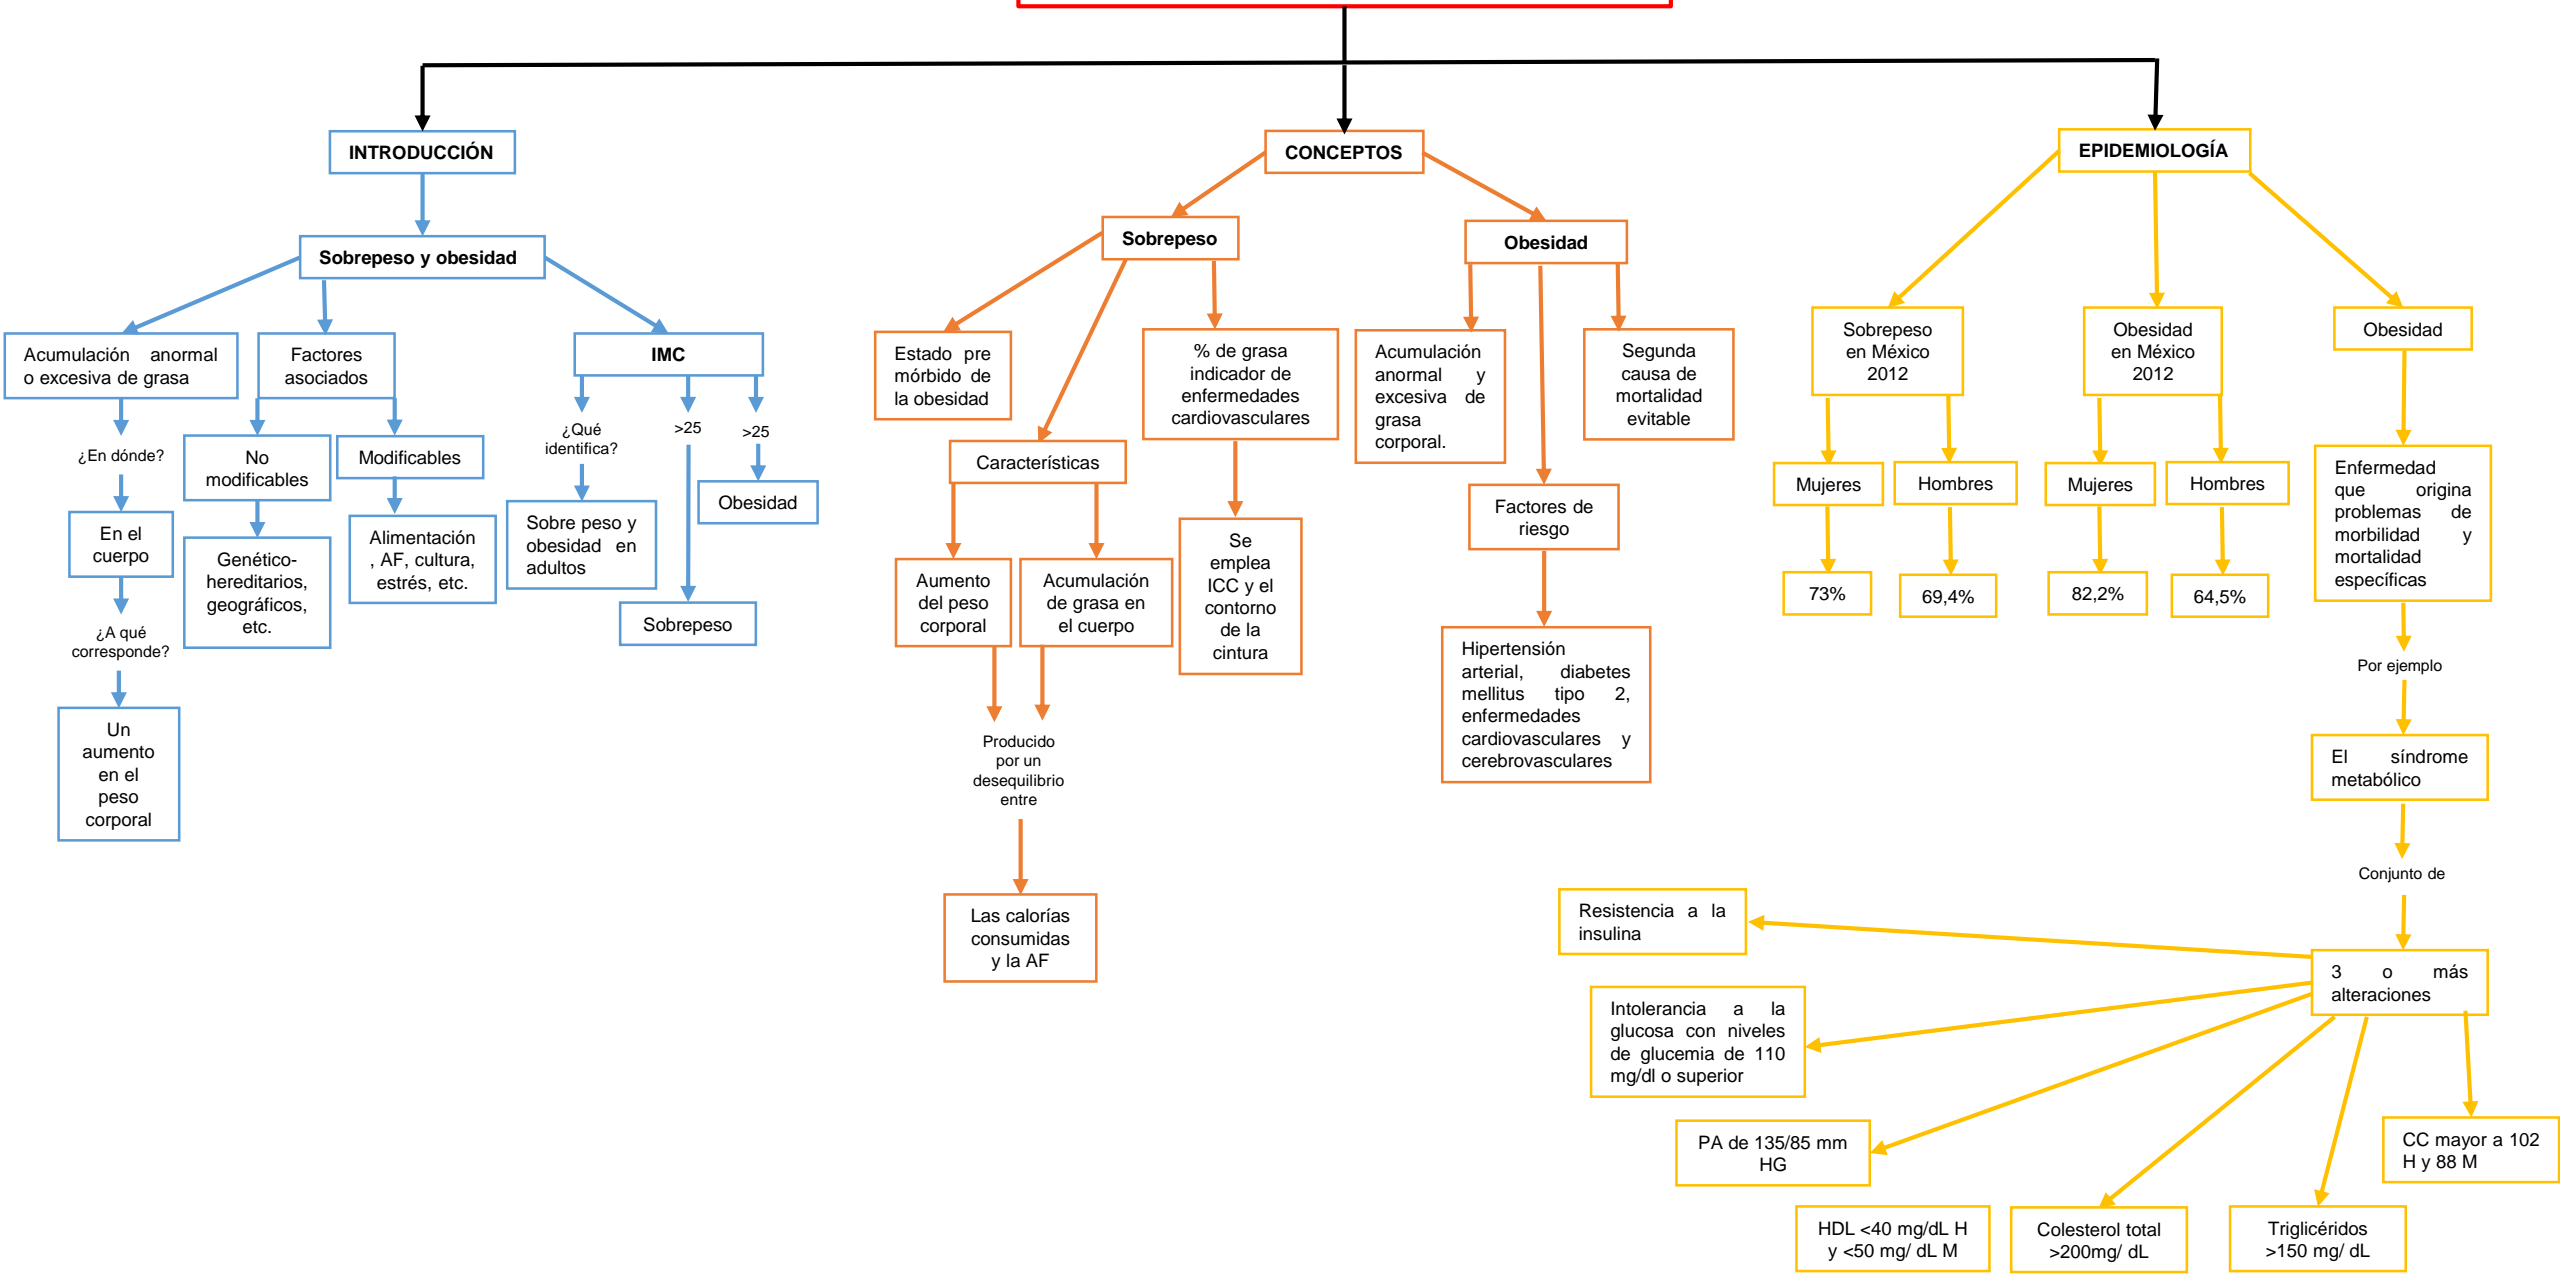 INTRODUCCIÓN
Sobrepeso y obesidad
Acumulación anormal
o excesiva de grasa
¿En dónde?
En el
cuerpo
¿A qué
corresponde?
Un
aumento
en el
peso
corporal
Factores
asociados
No
modificables
Genético-
hereditarios,
geográficos,
etc.
Modificables
Alimentación
, AF, cultura,
estrés, etc.
IMC
¿Qué
identifica?
Sobre peso y
obesidad en
adultos
>25
Sobrepeso
>25
Obesidad
CONCEPTOS
Sobrepeso
Estado pre
mórbido de
la obesidad
Características
Aumento
del peso
corporal
Acumulación
de grasa en
el cuerpo
Producido
por un
desequilibrio
entre
Las calorías
consumidas
y la AF
% de grasa
indicador de
enfermedades
cardiovasculares
Se
emplea
ICC y el
contorno
de la
cintura
Obesidad
Acumulación
anormal y
excesiva de
grasa
corporal.
Factores de
riesgo
Hipertensión
arterial, diabetes
mellitus tipo 2,
enfermedades
cardiovasculares y
cerebrovasculares
Segunda
causa de
mortalidad
evitable
EPIDEMIOLOGÍA
Sobrepeso
en México
2012
Mujeres
73%
Hombres
69,4%
Obesidad
en México
2012
Mujeres
82,2%
Hombres
64,5%
Obesidad
Enfermedad
que origina
problemas de
morbilidad y
mortalidad
específicas
Por ejemplo
El síndrome
metabólico
Conjunto de
3 o más
alteraciones
Resistencia a la
insulina
Intolerancia a la
glucosa con niveles
de glucemia de 110
mg/dl o superior
PA de 135/85 mm
HG
HDL <40 mg/dL H
y <50 mg/ dL M
Colesterol total
>200mg/ dL
Triglicéridos
>150 mg/ dL
CC mayor a 102
H y 88 M